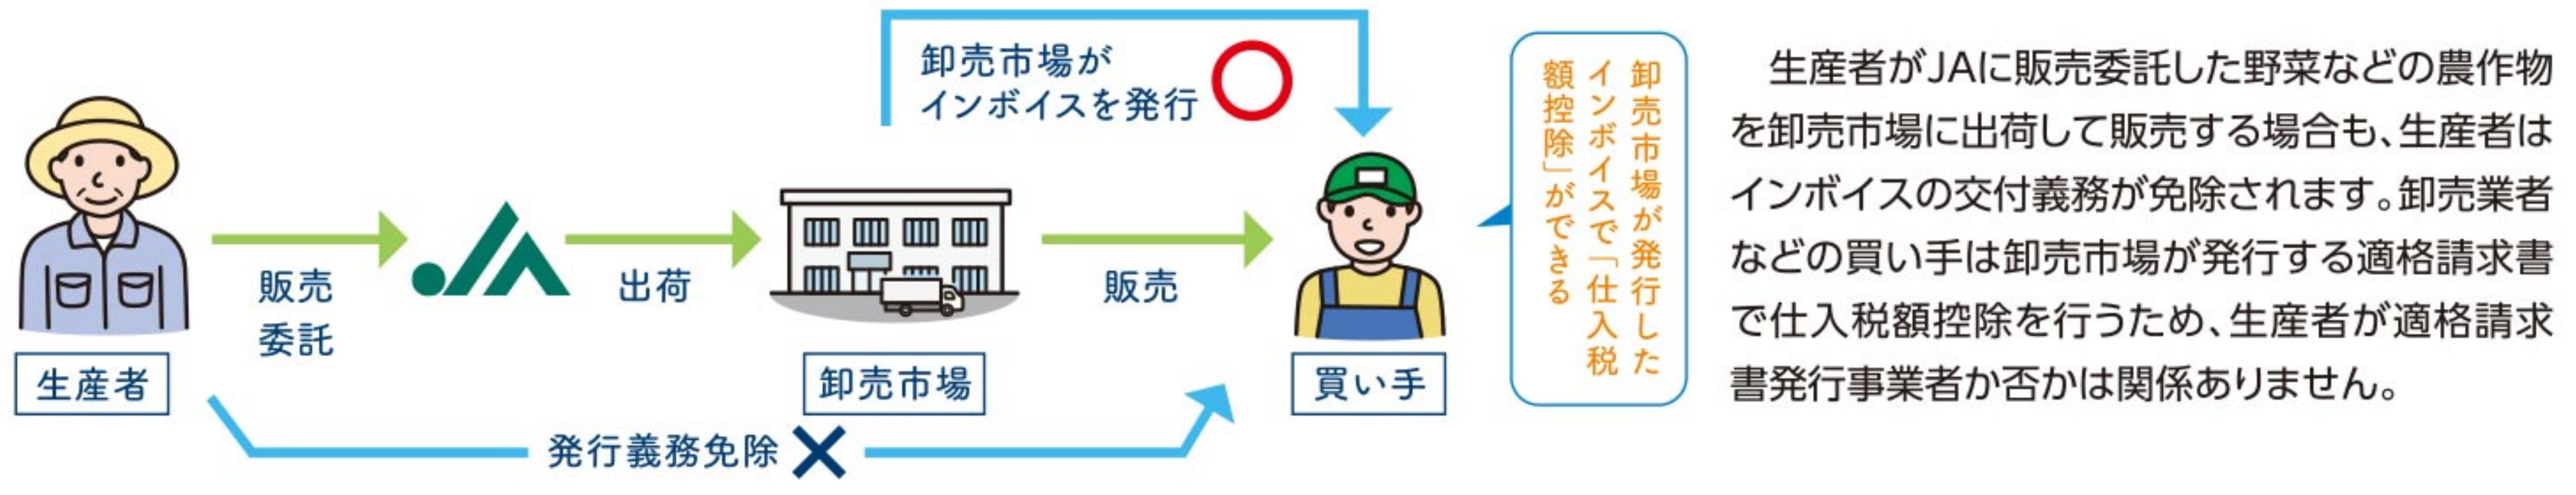 卸売市場が
インボイスを発行
販売
委託
出荷
販売
生産者
卸売市場
買い手
発行義務免除
卸売市場が発行した
インボイスで「仕入税
額控除」ができる
生産者がJAに販売委託した野菜などの農作物
を卸売市場に出荷して販売する場合も、生産者は
インボイスの交付義務が免除されます。卸売業者
などの買い手は卸売市場が発行する適格請求書
で仕入税額控除を行うため、生産者が適格請求
書発行事業者か否かは関係ありません。